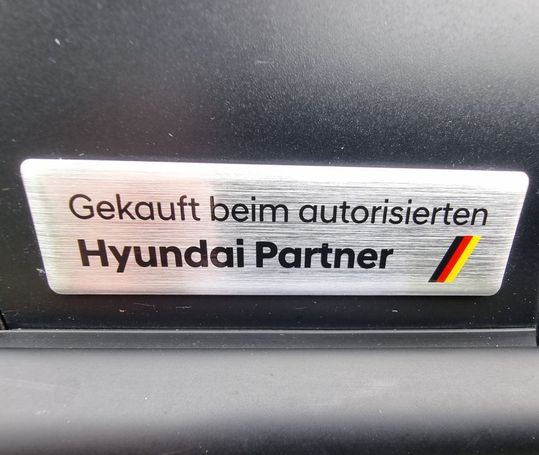 Gekauft beim autorisierten
Hyundai Partner